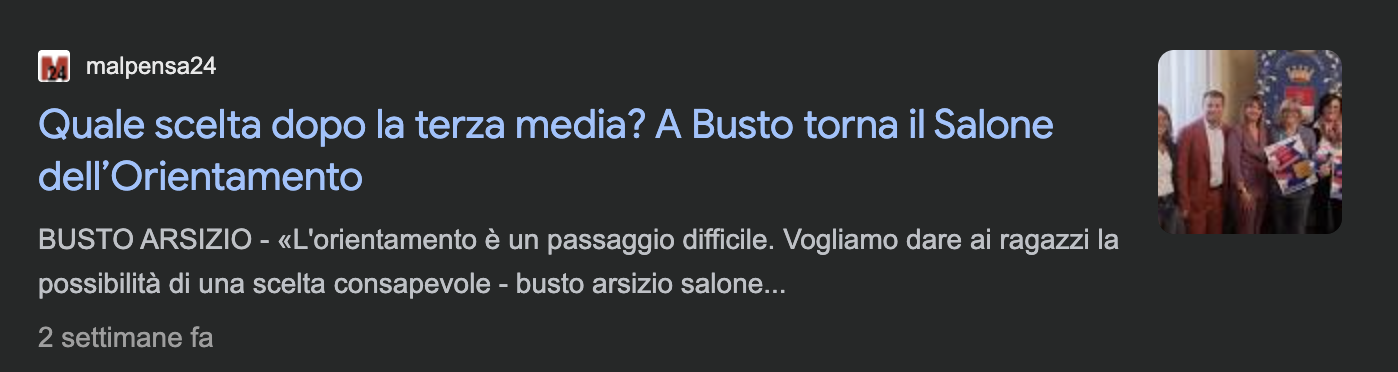 malpensa24
Quale scelta dopo la terza media? A Busto torna il Salone
dell’Orientamento
BUSTO ARSIZIO - «L'orientamento è un passaggio difficile. Vogliamo dare ai ragazzi la
possibilità di una scelta consapevole - busto arsizio salone...
2 settimane fa